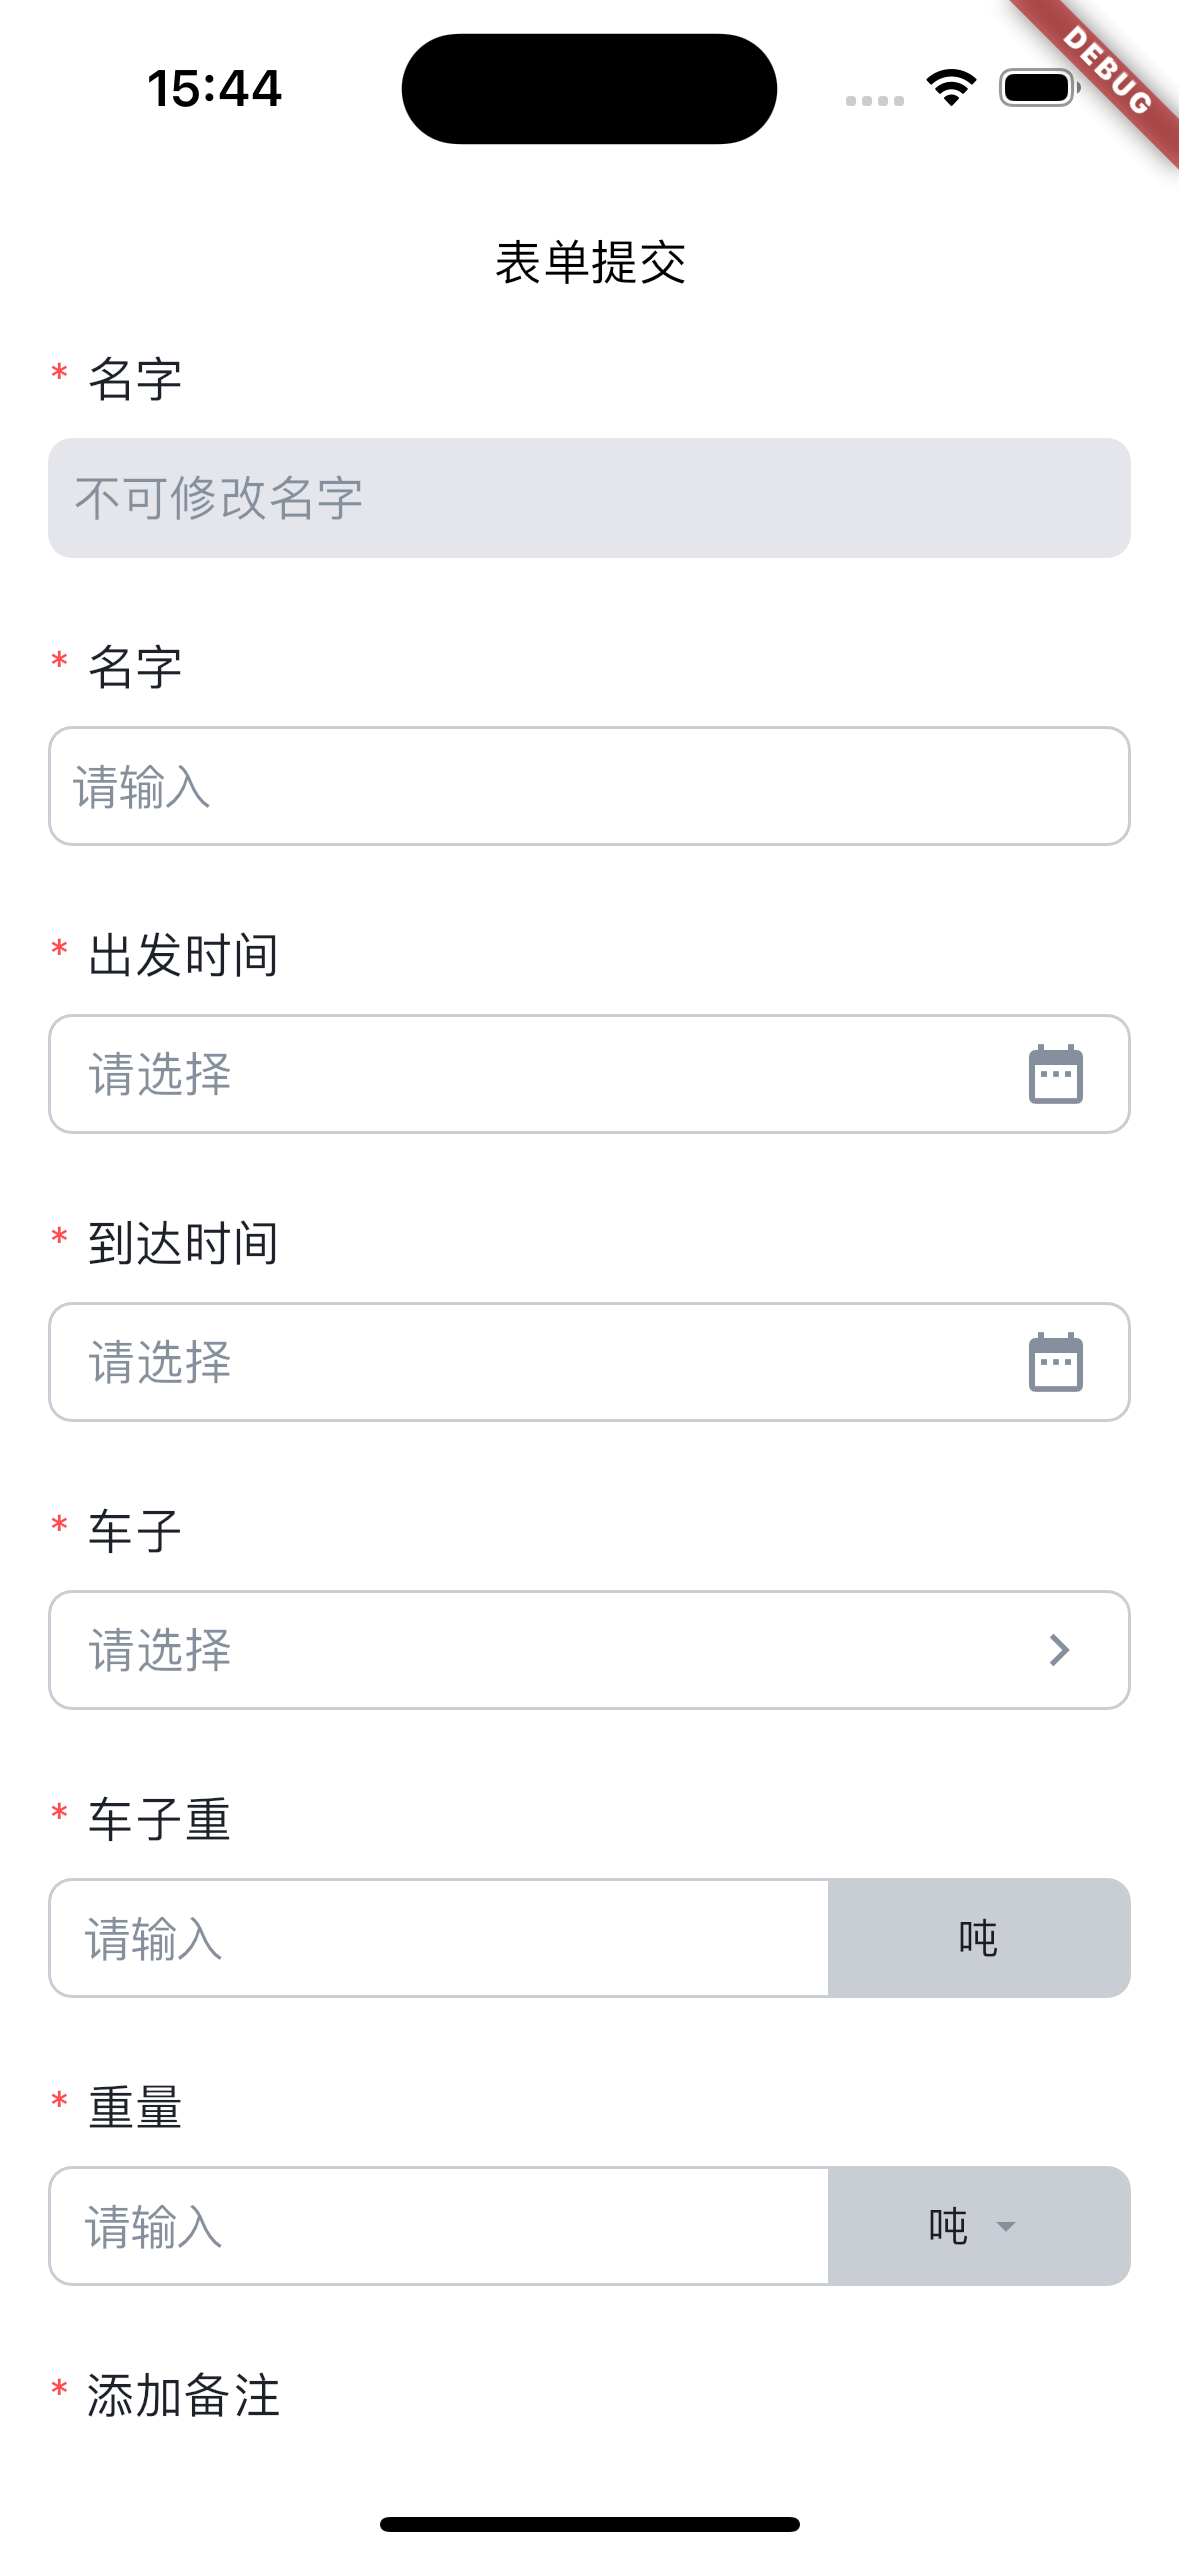 15:44
DEBUG
表单提交
* 名字
不可修改名字
* 名字
请输入
* 出发时间
请选择
* 到达时间
请选择
* 车子
请选择
* 车子重
请输入 吨
* 重量
请输入 吨
* 添加备注